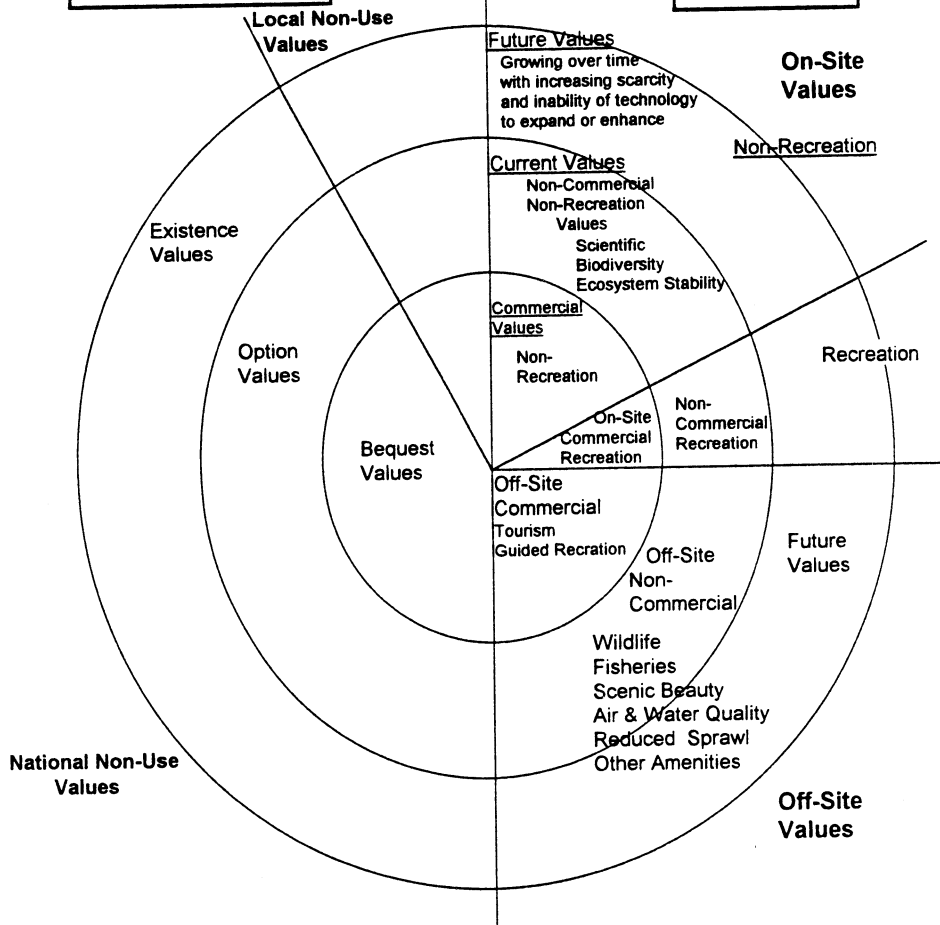 Local Non-Use
Values
Future Values
Growing over time
with increasing scarcity
and inability of technology
to expand or enhance
On-Site
Values
Non-Recreation
Current Values
Non-Commercial
Non-Recreation
Values
Scientific
Biodiversity
Ecosystem Stability
Existence
Values
Commercial
Values
Non-
Recreation
Option
Values
Recreation
On-Site
Commercial
Recreation
Non-
Commercial
Recreation
Bequest
Values
Off-Site
Commercial
Tourism
Guided Recration
Off-Site
Non-
Commercial
Future
Values
Wildlife
Fisheries
Scenic Beauty
Air & Water Quality
Reduced Sprawl
Other Amenities
National Non-Use
Values
Off-Site
Values